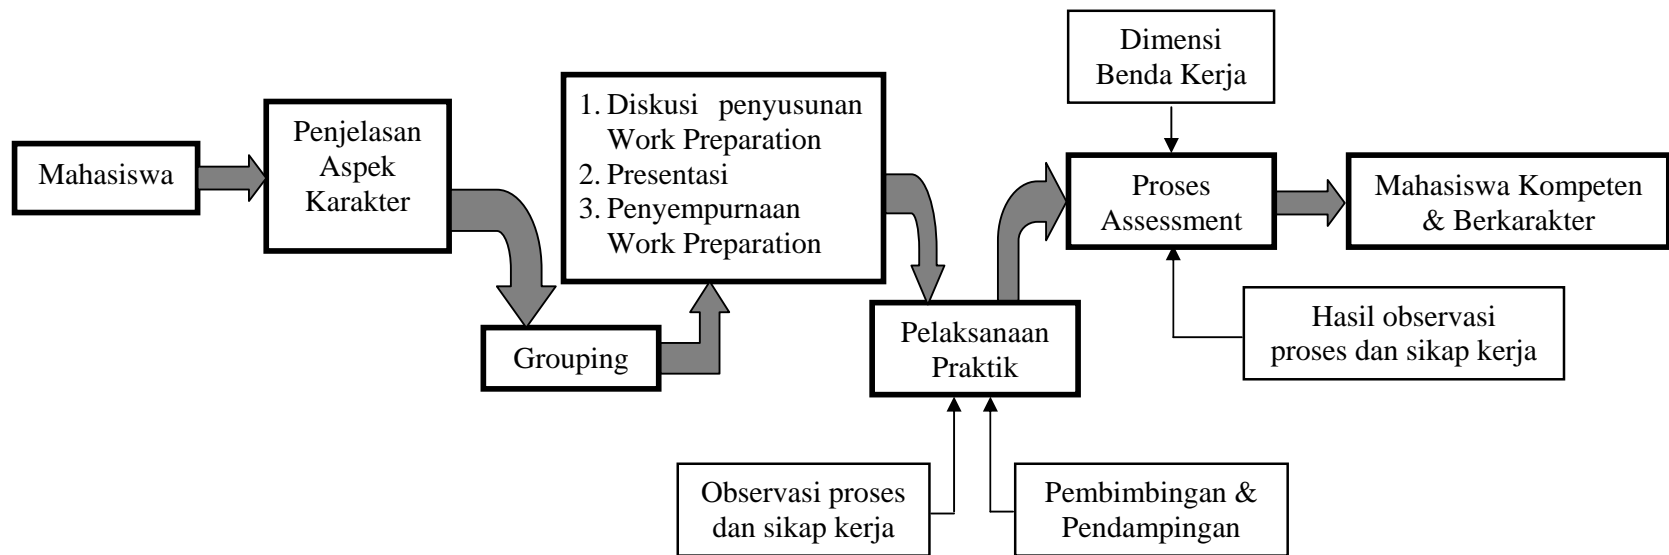 Mahasiswa
Penjelasan
Aspek
Karakter
Grouping
1. Diskusi penyusunan
Work Preparation
2. Presentasi
3. Penyempurnaan
Work Preparation
Pelaksanaan
Praktik
Observasi proses
dan sikap kerja
Pembimbingan &
Pendampingan
Dimensi
Benda Kerja
Proses
Assessment
Hasil observasi
proses dan sikap kerja
Mahasiswa Kompeten
& Berkarakter